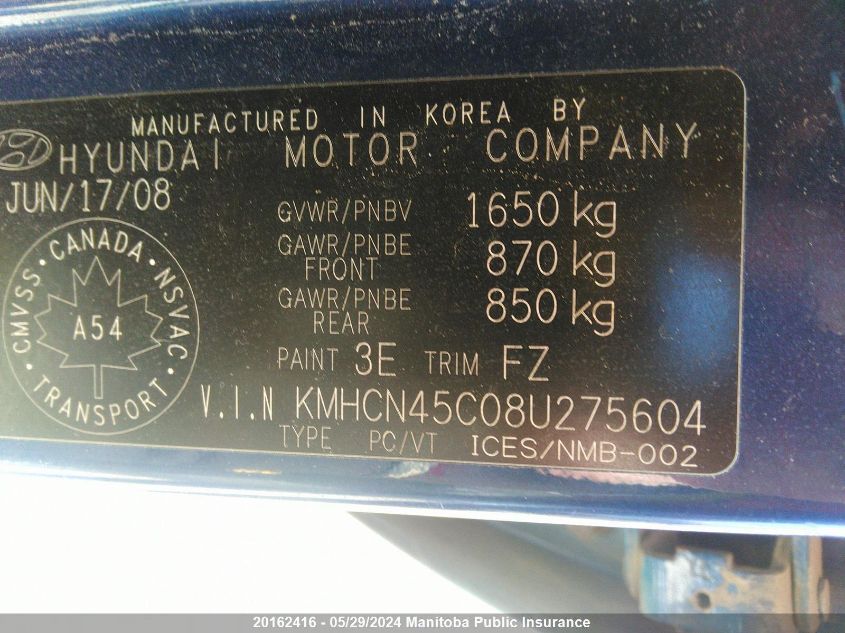 MANUFACTURED IN KOREA BY
HYUNDAI MOTOR COMPANY
JUN/17/08
GVWR/PNBV 1650 kg
GAWR/PNBE FRONT 870 kg
GAWR/PNBE REAR 850 kg
CMVSS • CANADA • NSVAC • TRANSPORT •
A54
PAINT 3E TRIM FZ
V.I.N KMHCN45C08U275604
TYPE PC/VT ICES/NMB-002
20162416 - 05/29/2024 Manitoba Public Insurance